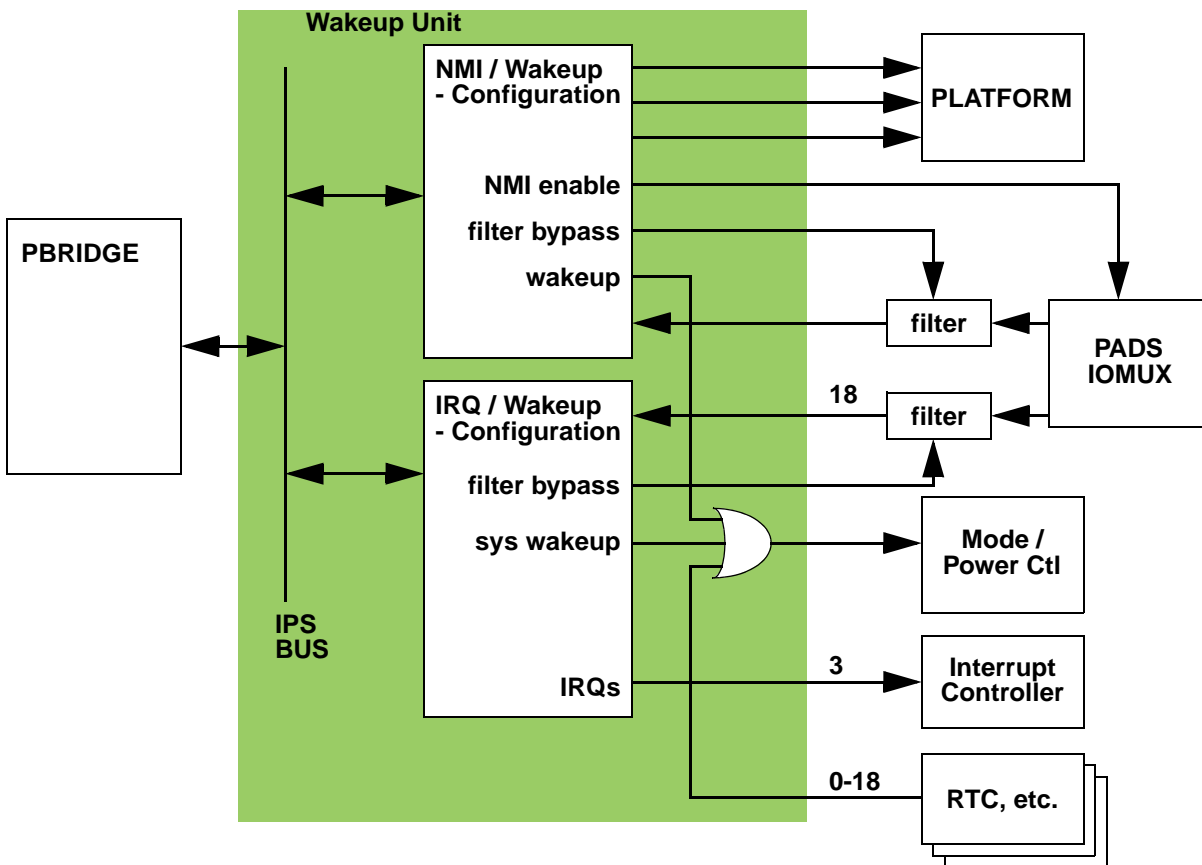 Wakeup Unit
NMI / Wakeup
- Configuration
PLATFORM
NMI enable
filter bypass
wakeup
PBRIDGE
filter
PADS
IOMUX
18
IRQ / Wakeup
- Configuration
filter
filter bypass
sys wakeup
Mode /
Power Ctl
IPS
BUS
IRQs
3
Interrupt
Controller
0-18
RTC, etc.